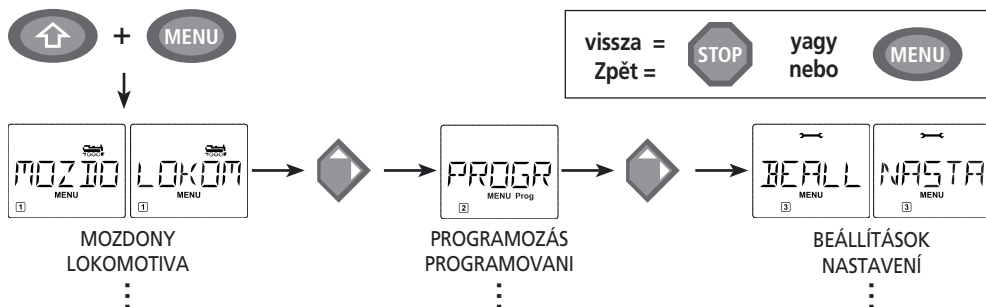 + MENU
vissza = STOP yagy MENU
Zpět = nebo
MOZDO LOKOM PROGR BEALL NASTA
MENU MENU MENU Prog MENU MENU
1 1 2 3 3
MOZDONY PROGRAMOZÁS BEÁLLÍTÁSOK
LOKOMOTIVA PROGRAMOVANI NASTAVENÍ